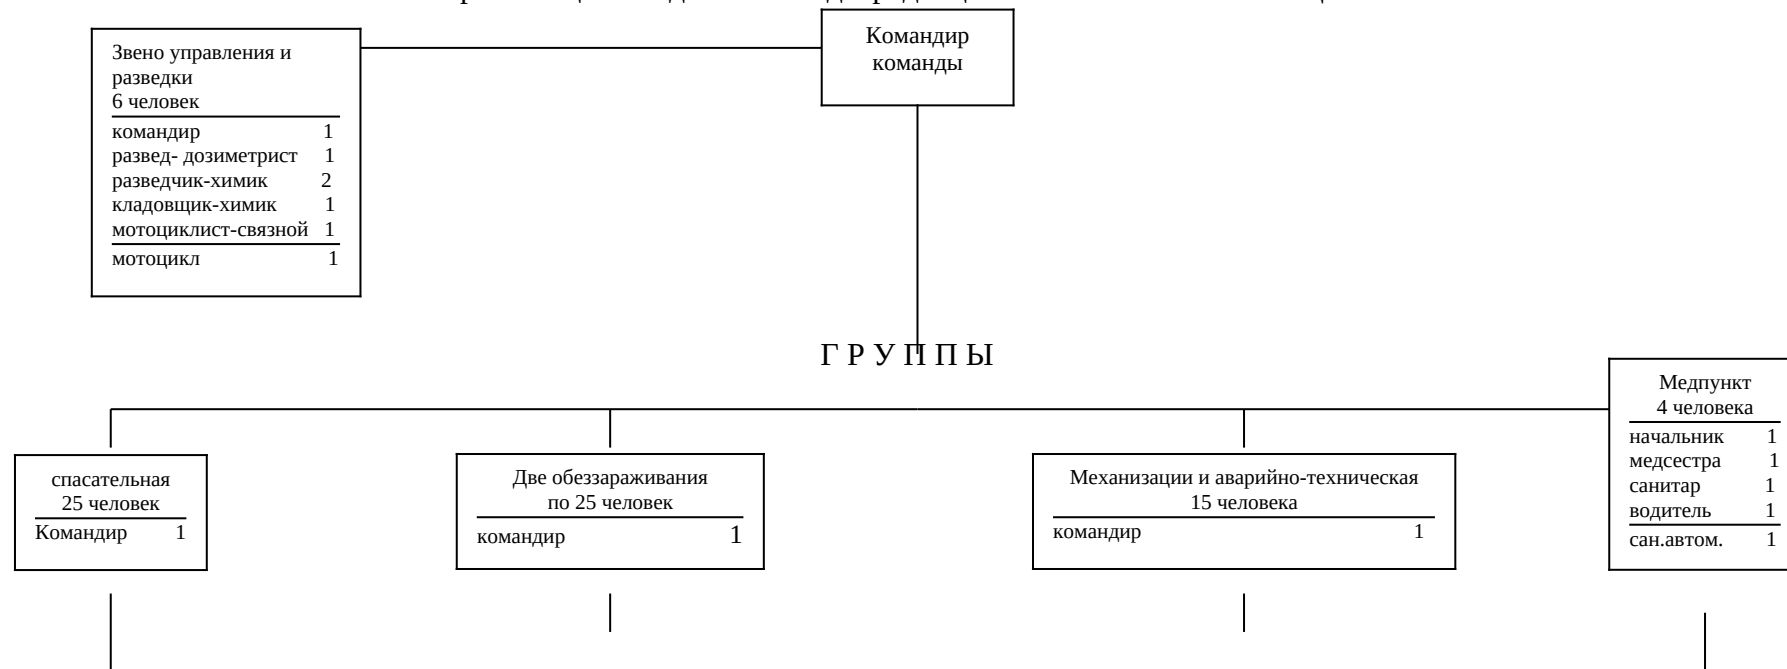 Командир
команды
Звено управления и
разведки
6 человек
командир 1
развед- дозиметрист 1
разведчик-химик 2
кладовщик-химик 1
мотоциклист-связной 1
мотоцикл 1
Г Р У П П Ы
спасательная
25 человек
Командир 1
Две обеззараживания
по 25 человек
командир 1
Механизации и аварийно-техническая
15 человека
командир 1
Медпункт
4 человека
начальник 1
медсестра 1
санитар 1
водитель 1
сан.автом. 1